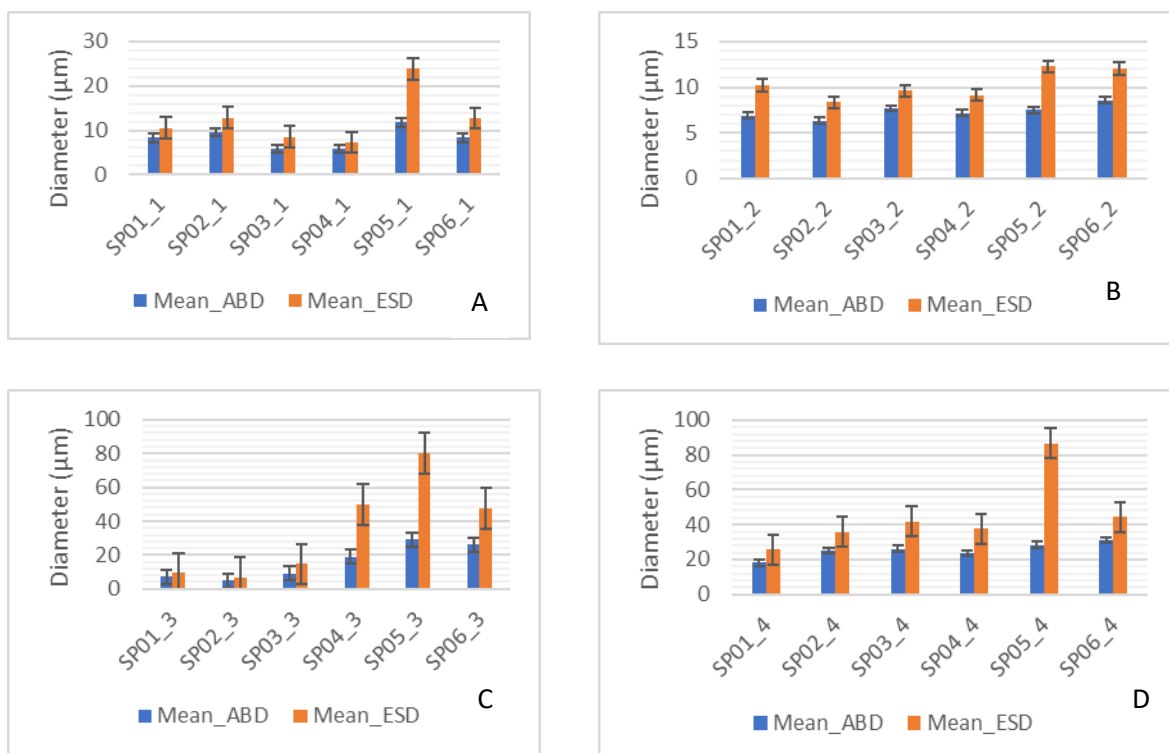 30
20
10
0
Diameter (µm)
SP01_1
SP02_1
SP03_1
SP04_1
SP05_1
SP06_1
Mean_ABD Mean_ESD
A
15
10
5
0
Diameter (µm)
SP01_2
SP02_2
SP03_2
SP04_2
SP05_2
SP06_2
Mean_ABD Mean_ESD
B
100
80
60
40
20
0
Diameter (µm)
SP01_3
SP02_3
SP03_3
SP04_3
SP05_3
SP06_3
Mean_ABD Mean_ESD
C
100
80
60
40
20
0
Diameter (µm)
SP01_4
SP02_4
SP03_4
SP04_4
SP05_4
SP06_4
Mean_ABD Mean_ESD
D